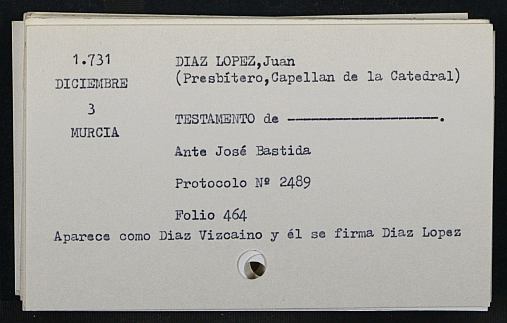 1.731
DICIEMBRE
3
MURCIA
DIAZ LOPEZ,Juan
(Presbítero,Capellan de la Catedral)
TESTAMENTO de ------------------.
Ante José Bastida
Protocolo Nº 2489
Folio 464
Aparece como Diaz Vizcaino y él se firma Diaz Lopez